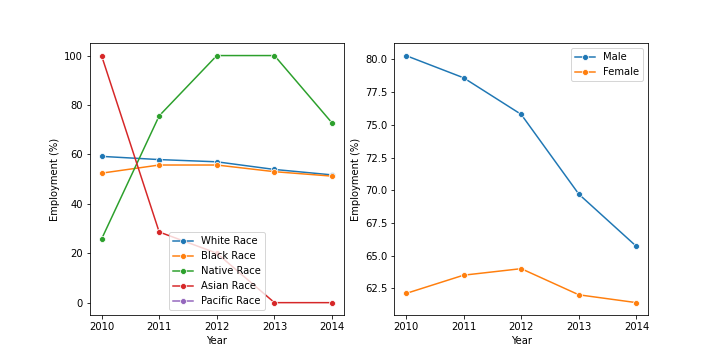 Employment (%)
100
80
60
40
20
0
2010 2011 2012 2013 2014
Year
White Race
Black Race
Native Race
Asian Race
Pacific Race
Employment (%)
80.0
77.5
75.0
72.5
70.0
67.5
65.0
62.5
2010 2011 2012 2013 2014
Year
Male
Female